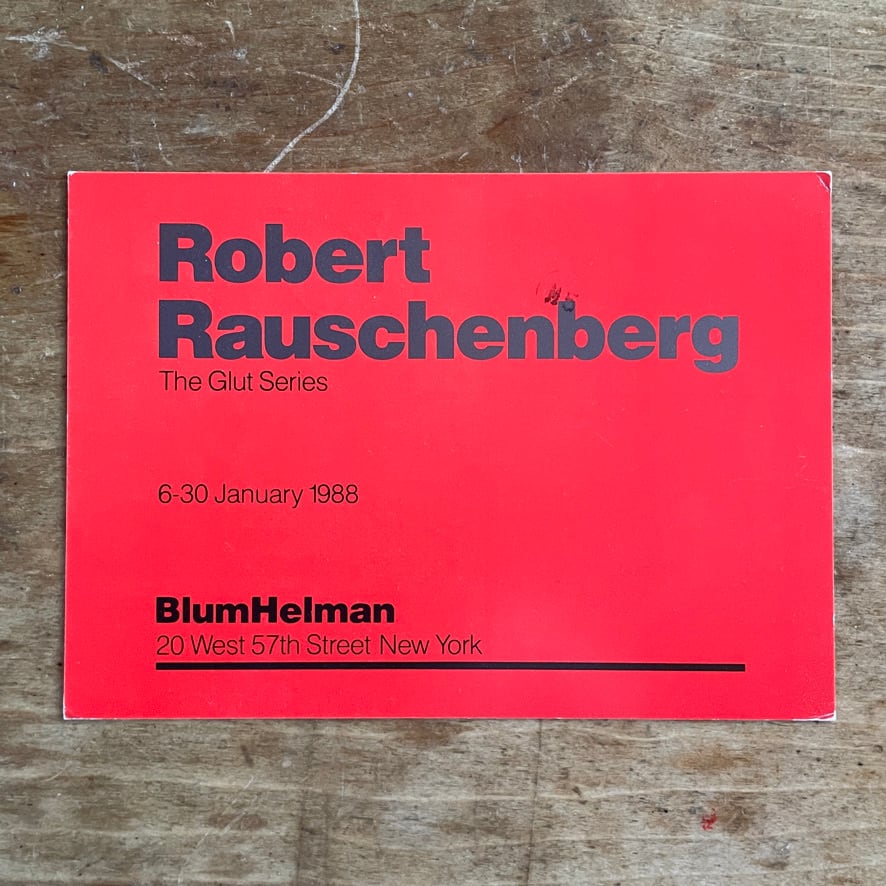 Robert
Rauschenberg
The Glut Series
6-30 January 1988
BlumHelman
20 West 57th Street New York